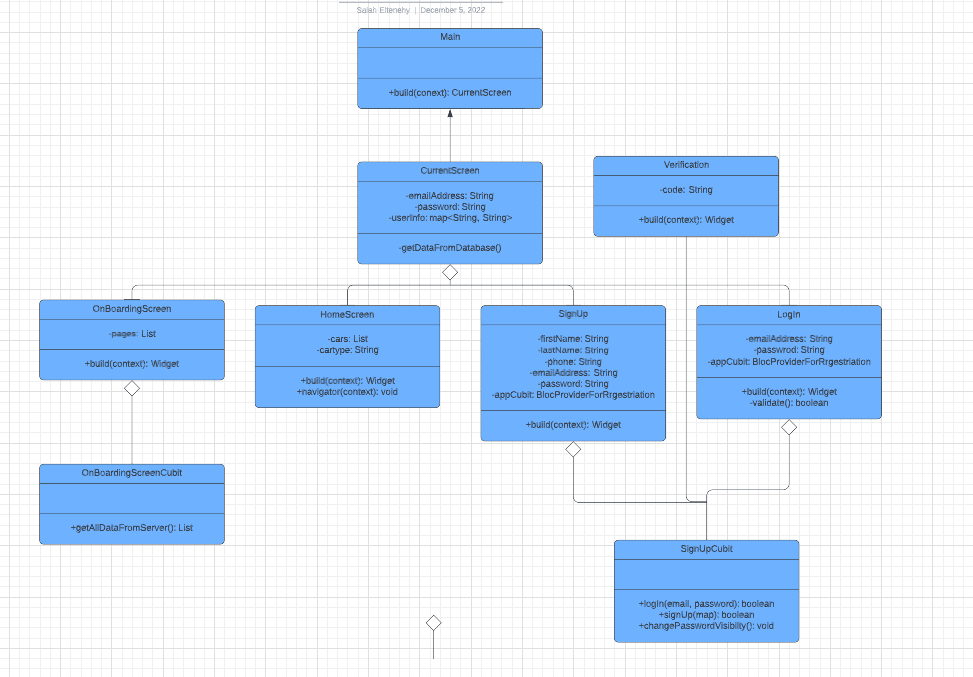 Salah Eltenehy | December 5, 2022
Main
+build(conext): CurrentScreen
CurrentScreen
-emailAddress: String
-password: String
-userInfo: map<String, String>
-getDataFromDatabase()
Verification
-code: String
+build(context): Widget
OnBoardingScreen
-pages: List
+build(context): Widget
HomeScreen
-cars: List
-cartype: String
+build(context): Widget
+navigator(context): void
SignUp
-firstName: String
-lastName: String
-phone: String
-emailAddress: String
-password: String
-appCubit: BlocProviderForRrgestriation
+build(context): Widget
LogIn
-emailAddress: String
-passwrod: String
-appCubit: BlocProviderForRrgestriation
+build(context): Widget
-validate(): boolean
OnBoardingScreenCubit
+getAllDataFromServer(): List
SignUpCubit
+logIn(email, password): boolean
+signUp(map): boolean
+changePasswordVisibilty(): void